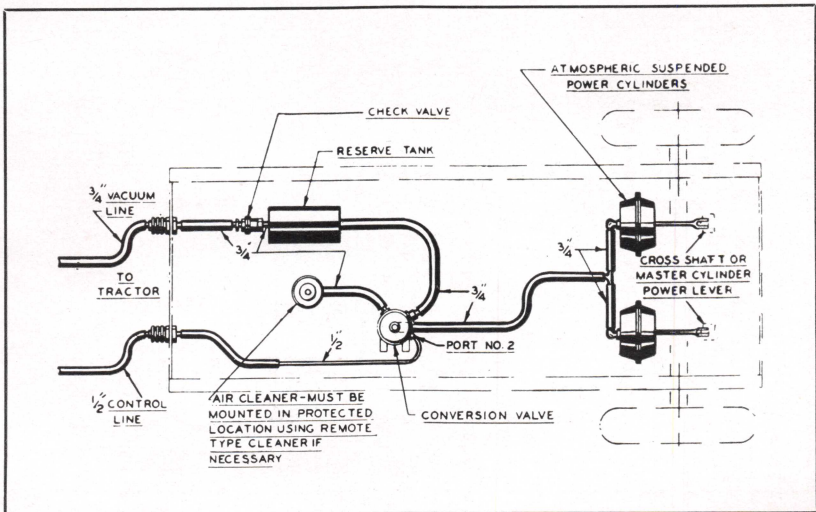 ATMOSPHERIC SUSPENDED
POWER CYLINDERS
CHECK VALVE
RESERVE TANK
3/4" VACUUM
LINE
3/4"
TO
TRACTOR
3/4"
3/4"
3/4"
CROSS SHAFT OR
MASTER CYLINDER
POWER LEVER
1/2"
PORT NO. 2
1/2" CONTROL
LINE
AIR CLEANER-MUST BE
MOUNTED IN PROTECTED
LOCATION USING REMOTE
TYPE CLEANER IF
NECESSARY
CONVERSION VALVE